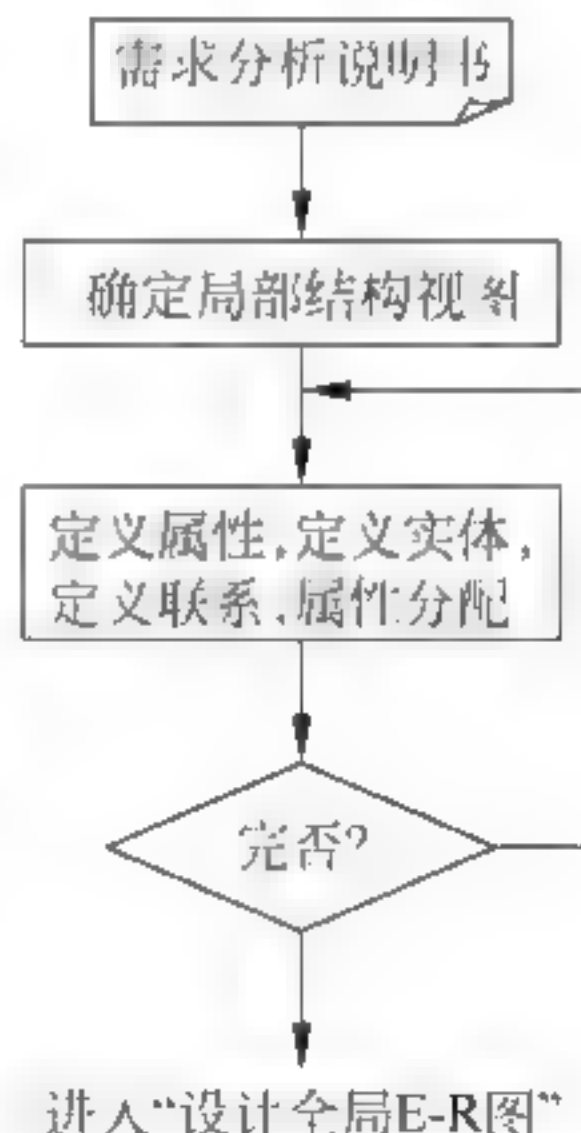 需求分析说明书
确定局部结构视图
定义属性,定义实体,
定义联系,属性分配
完否?
进入“设计全局E-R图”